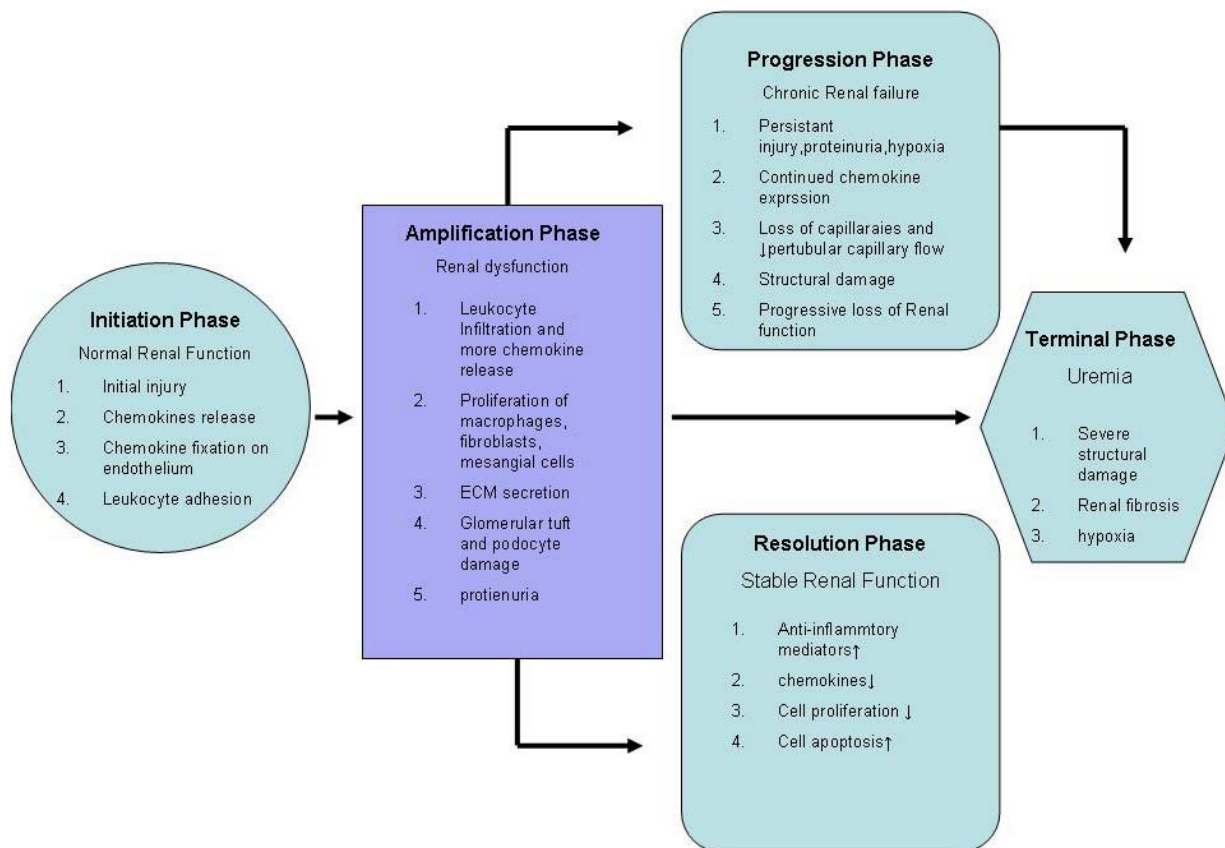 Initiation Phase
Normal Renal Function
1. Initial injury
2. Chemokines release
3. Chemokine fixation on
endothelium
4. Leukocyte adhesion
Amplification Phase
Renal dysfunction
1. Leukocyte
Infiltration and
more chemokine
release
2. Proliferation of
macrophages,
fibroblasts,
mesangial cells
3. ECM secretion
4. Glomerular tuft
and podocyte
damage
5. protienuria
Progression Phase
Chronic Renal failure
1. Persistant
injury,proteinuria,hypoxia
2. Continued chemokine
exprssion
3. Loss of capillaraies and
↓pertubular capillary flow
4. Structural damage
5. Progressive loss of Renal
function
Resolution Phase
Stable Renal Function
1. Anti-inflammtory
mediators↑
2. chemokines↓
3. Cell proliferation ↓
4. Cell apoptosis↑
Terminal Phase
Uremia
1. Severe
structural
damage
2. Renal fibrosis
3. hypoxia